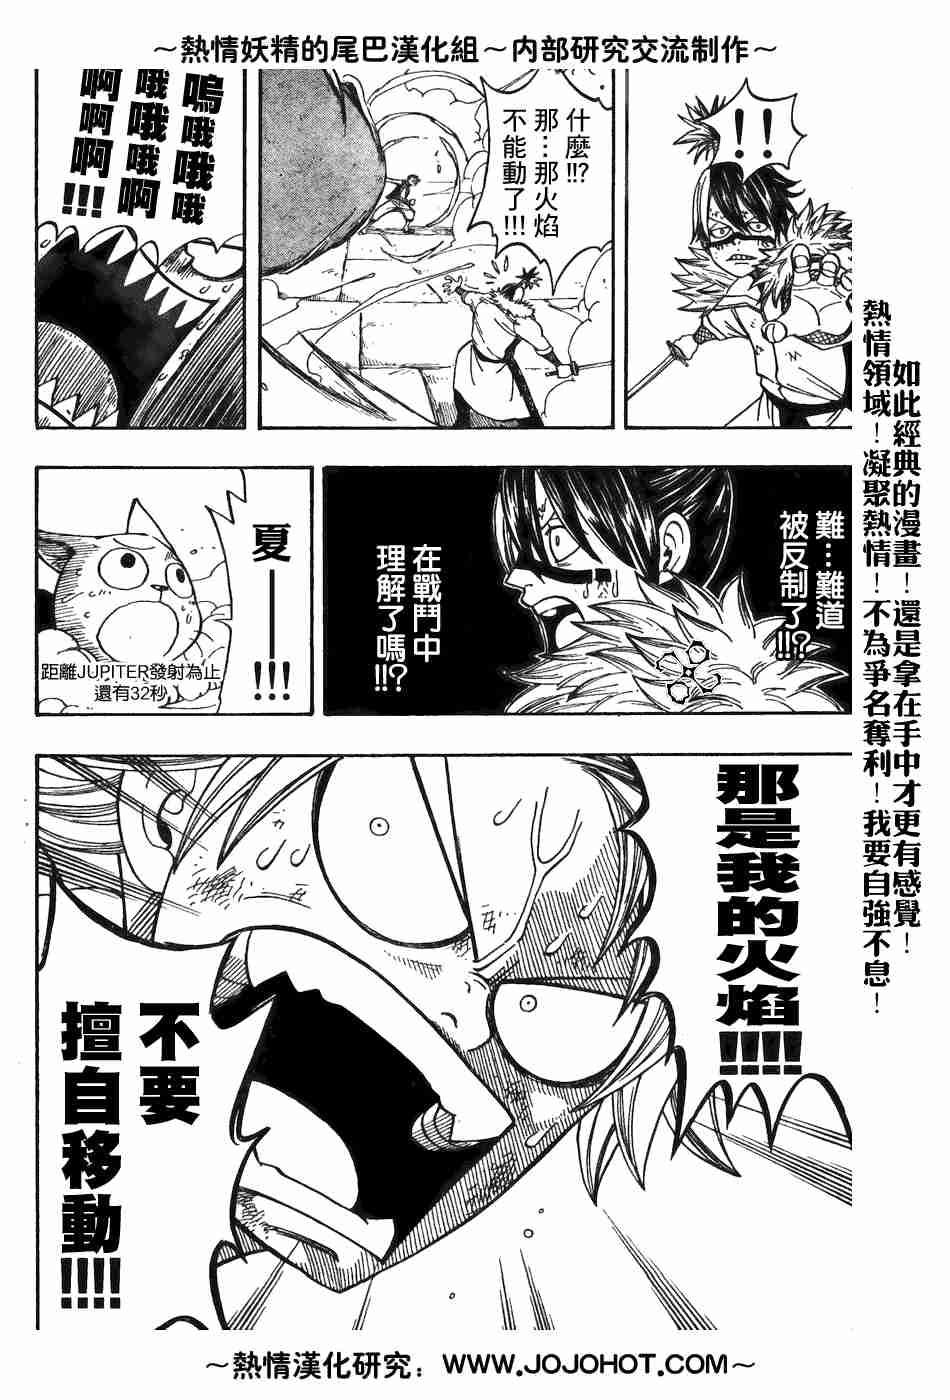 ～熱情妖精的尾巴漢化組～内部研究交流制作～
！！
什麼!!?
那…那火焰
不能動了!!!
嗚哦哦哦
哦哦哦啊
啊啊啊!!!
難…難道
被反制了!!?
在戰鬥中
理解了嗎!!?
夏——!!!
距離JUPITER發射為止
還有32秒
那是我的火焰!!!!
不要
擅自移動!!!!
如此經典的漫畫！還是拿在手中才更有感覺！
熱情領域！凝聚熱情！不為爭名奪利！我要自強不息！
～熱情漢化研究：WWW.JOJOHOT.COM～